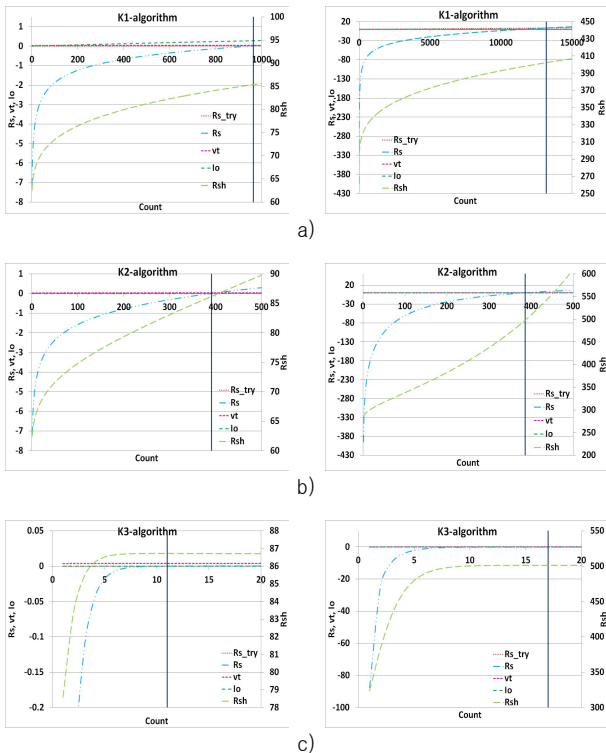 K1-algorithm
1
0
-1
-2
-3
-4
-5
-6
-7
-8
0 200 400 600 800 1000
100
95
90
85
80
75
70
65
60
Rs, vt, Io
Rsh
Count
Rs_try
Rs
vt
Io
Rsh
K1-algorithm
20
-30
-80
-130
-180
-230
-280
-330
-380
-430
0 5000 10000 15000
450
430
410
390
370
350
330
310
290
270
250
Rs, vt, Io
Rsh
Count
Rs_try
Rs
vt
Io
Rsh
a)
K2-algorithm
1
0
-1
-2
-3
-4
-5
-6
-7
-8
0 100 200 300 400 500
90
85
80
75
70
65
60
Rs, vt, Io
Rsh
Count
Rs_try
Rs
vt
Io
Rsh
K2-algorithm
20
-30
-80
-130
-180
-230
-280
-330
-380
-430
0 100 200 300 400 500
600
550
500
450
400
350
300
250
200
Rs, vt, Io
Rsh
Count
Rs_try
Rs
vt
Io
Rsh
b)
K3-algorithm
0.05
0
-0.05
-0.1
-0.15
-0.2
0 5 10 15 20
88
87
86
85
84
83
82
81
80
79
78
Rs, vt, Io
Rsh
Count
Rs_try
Rs
vt
Io
Rsh
K3-algorithm
0
-20
-40
-60
-80
-100
0 5 10 15 20
550
500
450
400
350
300
Rs, vt, Io
Rsh
Count
Rs_try
Rs
vt
Io
Rsh
c)